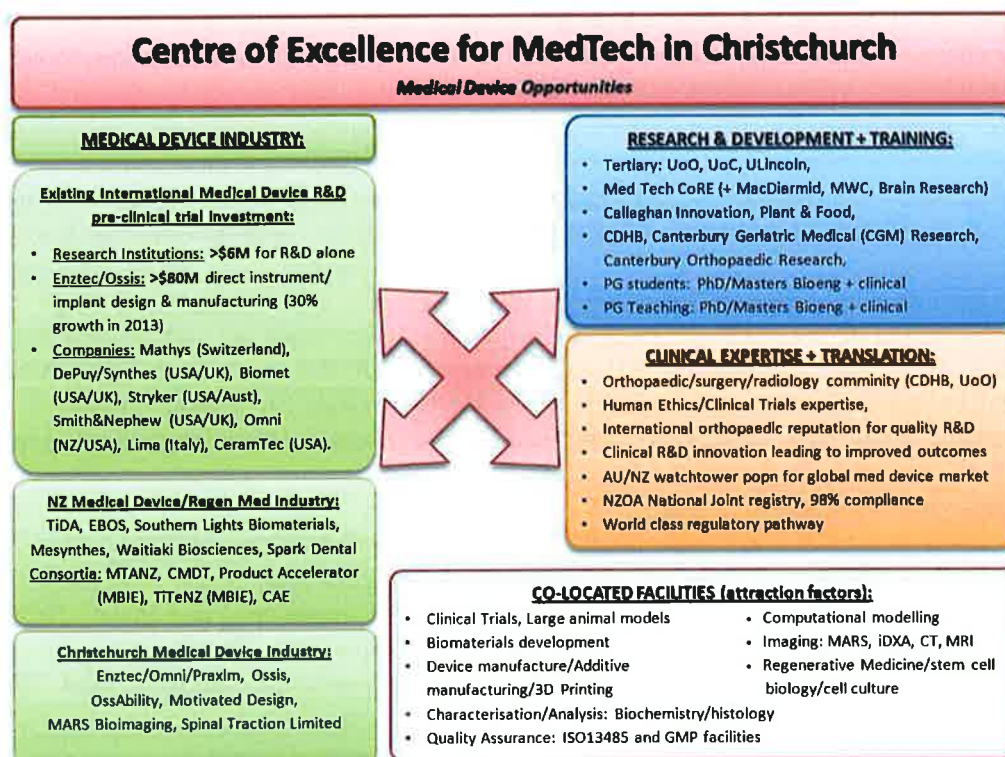 Centre of Excellence for MedTech in Christchurch
Medical Device Opportunities
MEDICAL DEVICE INDUSTRY:
Existing International Medical Device R&D
pre-clinical trial investment:
• Research Institutions: >$6M for R&D alone
• Enztec/Ossis: >$80M direct instrument/
implant design & manufacturing (30%
growth in 2013)
• Companies: Mathys (Switzerland),
DePuy/Synthes (USA/UK), Biomet
(USA/UK), Stryker (USA/Aust),
Smith&Nephew (USA/UK), Omni
(NZ/USA), Lima (Italy), CeramTec (USA).
NZ Medical Device/Regen Med Industry:
TiDA, EBOS, Southern Lights Biomaterials,
Mesynthes, Waitiaki Biosciences, Spark Dental
Consortia: MTANZ, CMDT, Product Accelerator
(MBIE), TiTeNZ (MBIE), CAE
Christchurch Medical Device Industry:
Enztec/Omni/Praxim, Ossis,
OssAbility, Motivated Design,
MARS Bioimaging, Spinal Traction Limited
RESEARCH & DEVELOPMENT + TRAINING:
• Tertiary: UoO, UoC, ULincoln,
• Med Tech CoRE (+ MacDiarmid, MWC, Brain Research)
• Callaghan Innovation, Plant & Food,
• CDHB, Canterbury Geriatric Medical (CGM) Research,
Canterbury Orthopaedic Research,
• PG students: PhD/Masters Bioeng + clinical
• PG Teaching: PhD/Masters Bioeng + clinical
CLINICAL EXPERTISE + TRANSLATION:
• Orthopaedic/surgery/radiology comminity (CDHB, UoO)
• Human Ethics/Clinical Trials expertise,
• International orthopaedic reputation for quality R&D
• Clinical R&D innovation leading to improved outcomes
• AU/NZ watchtower popn for global med device market
• NZOA National Joint registry, 98% compliance
• World class regulatory pathway
CO-LOCATED FACILITIES (attraction factors):
• Clinical Trials, Large animal models
• Biomaterials development
• Device manufacture/Additive
manufacturing/3D Printing
• Characterisation/Analysis: Biochemistry/histology
• Quality Assurance: ISO13485 and GMP facilities
• Computational modelling
• Imaging: MARS, iDXA, CT, MRI
• Regenerative Medicine/stem cell
biology/cell culture